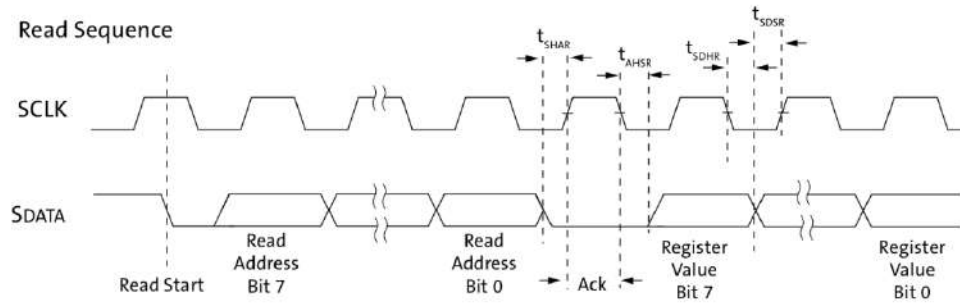 Read Sequence
tSHAR
tAHSR
tSDHR
tSDSR
SCLK
SDATA
Read Start
Read
Address
Bit 7
Read
Address
Bit 0
Ack
Register
Value
Bit 7
Register
Value
Bit 0